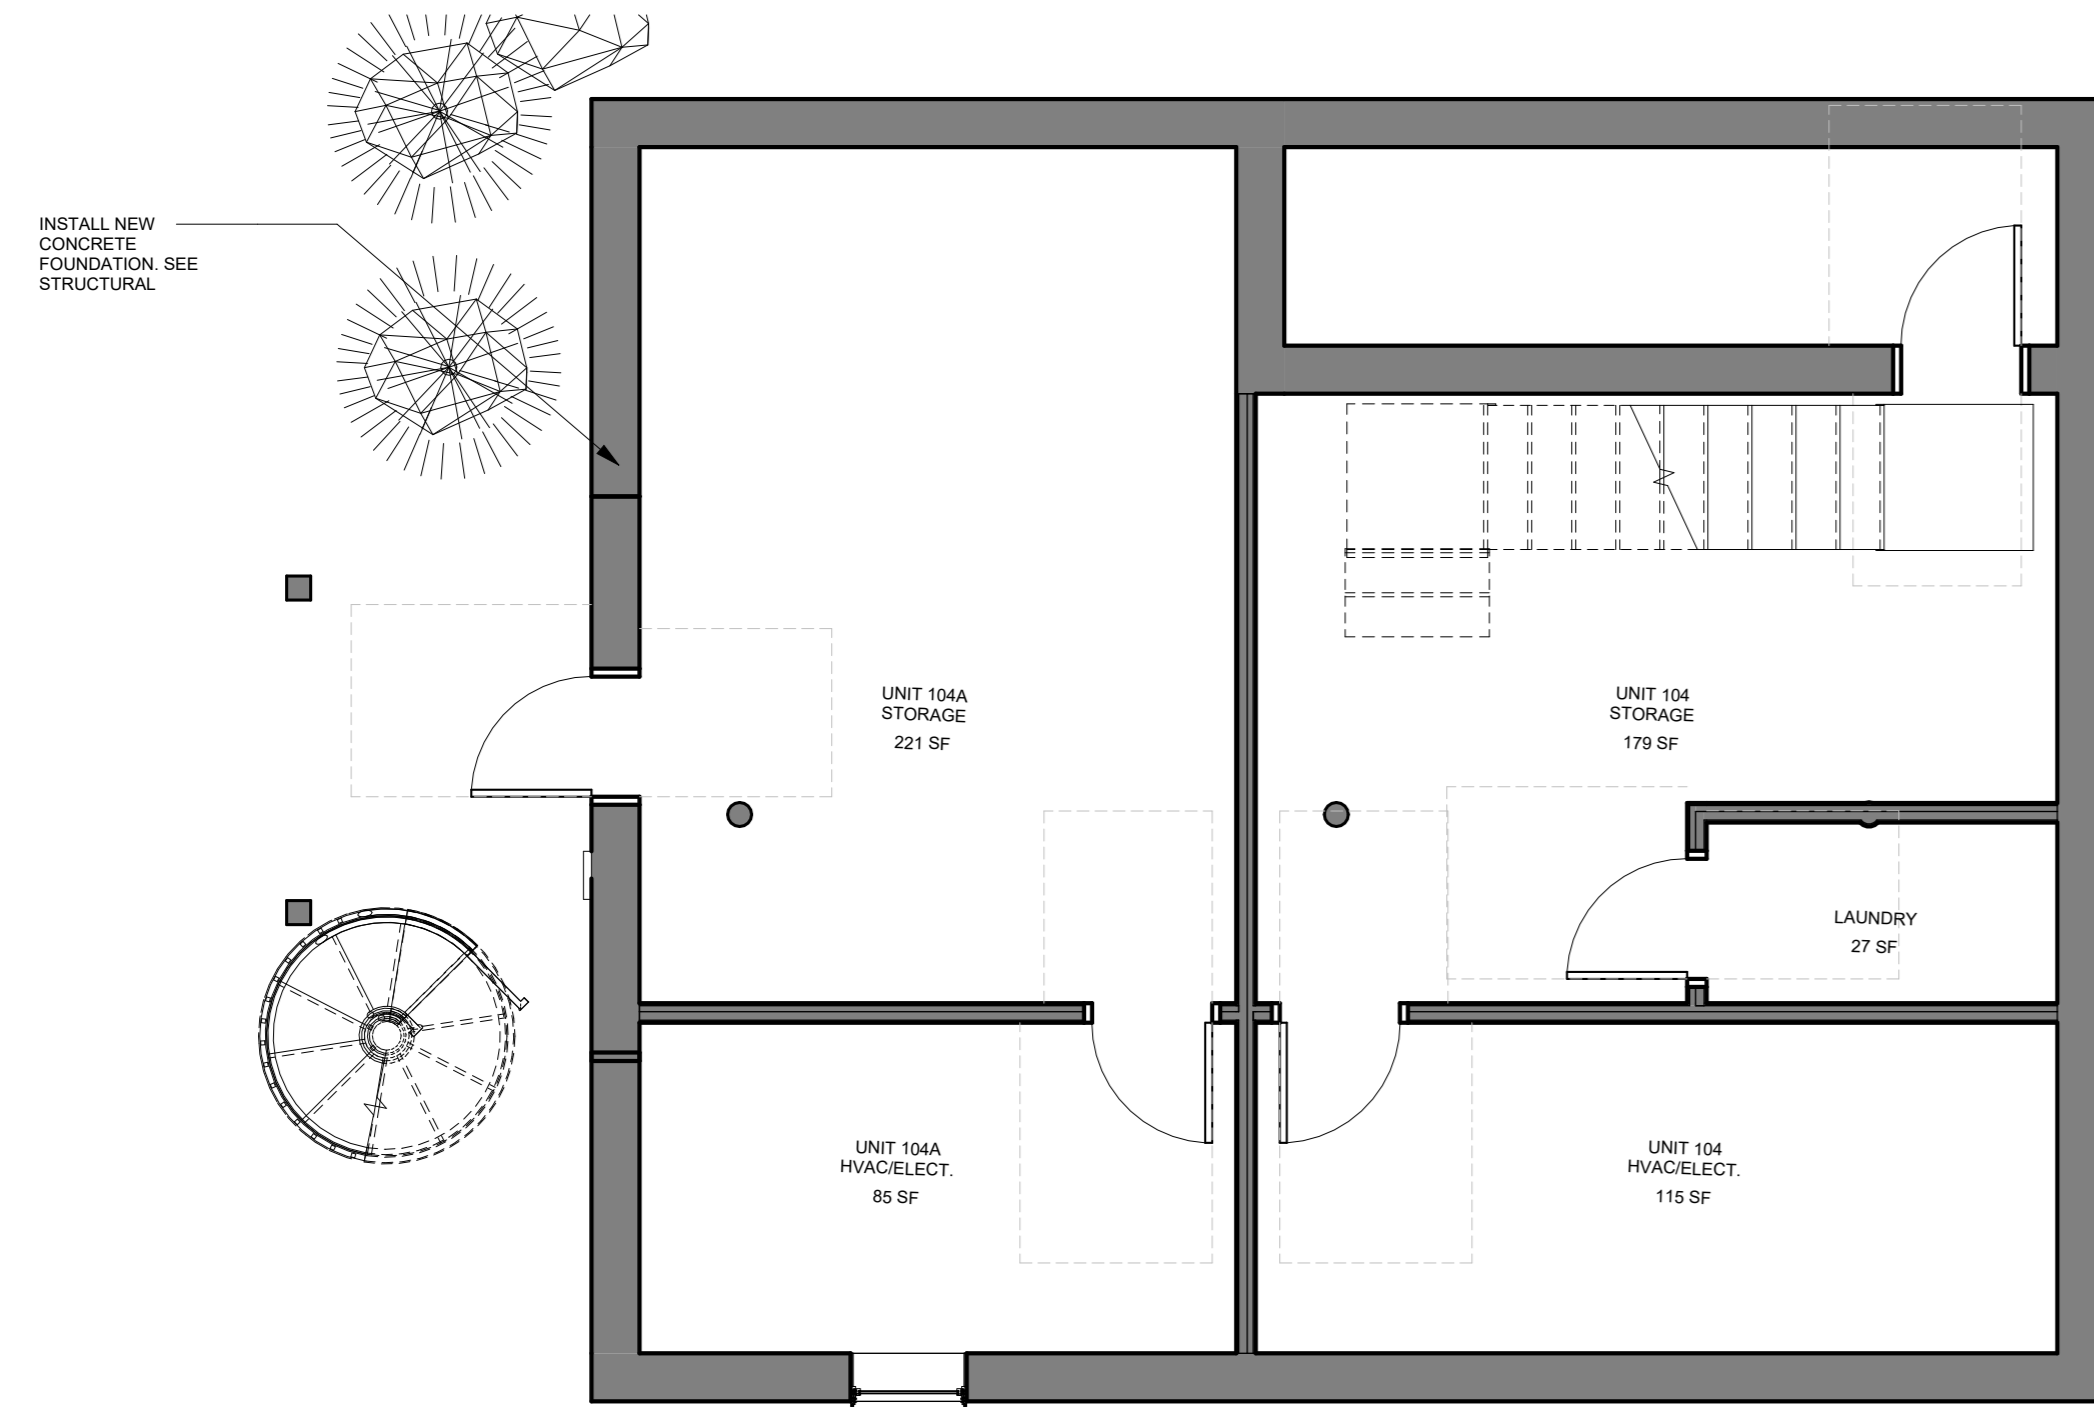 INSTALL NEW
CONCRETE
FOUNDATION. SEE
STRUCTURAL
UNIT 104A
STORAGE
221 SF
UNIT 104
STORAGE
179 SF
LAUNDRY
27 SF
UNIT 104A
HVAC/ELECT.
85 SF
UNIT 104
HVAC/ELECT.
115 SF